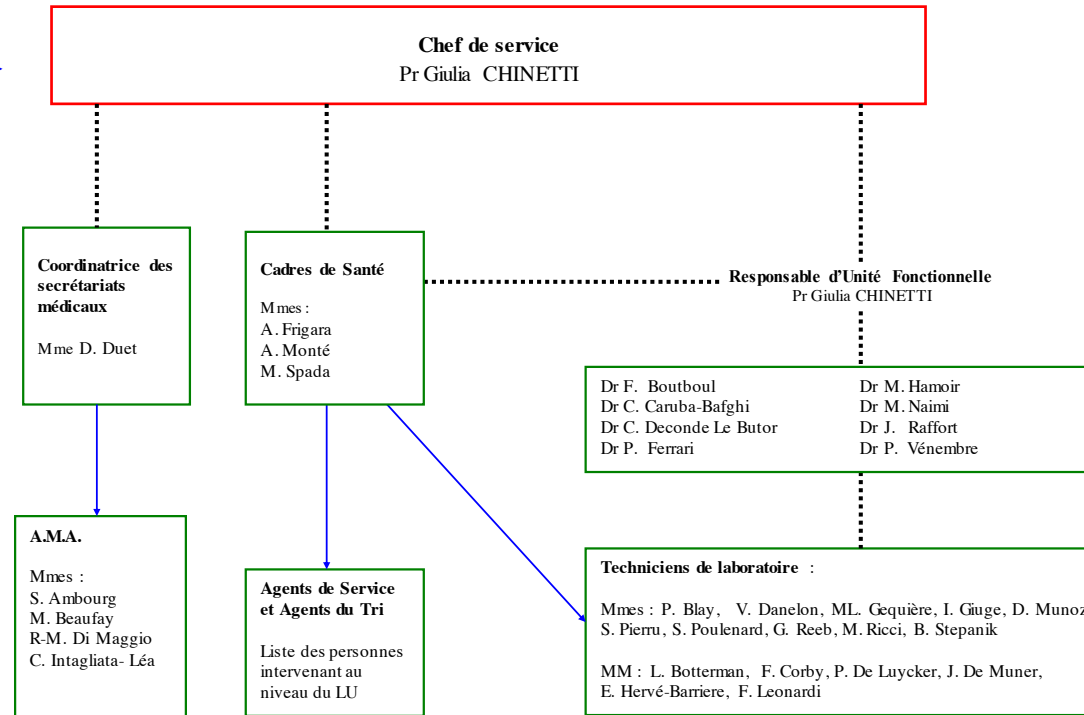 Chef de service
Pr Giulia CHINETTI
Coordinatrice des
secrétariats
médicaux
Mme D. Duet
Cadres de Santé
Mmes :
A. Frigara
A. Monté
M. Spada
Responsable d’Unité Fonctionnelle
Pr Giulia CHINETTI
Dr F. Boutboul
Dr C. Caruba-Bafghi
Dr C. Deconde Le Butor
Dr P. Ferrari
Dr M. Hamoir
Dr M. Naimi
Dr J. Raffort
Dr P. Vénembre
A.M.A.
Mmes :
S. Ambourg
M. Beaufay
R-M. Di Maggio
C. Intagliata- Léa
Agents de Service
et Agents du Tri
Liste des personnes
intervenant au
niveau du LU
Techniciens de laboratoire :
Mmes : P. Blay, V. Danelon, ML. Gequière, I. Giuge, D. Munoz
S. Pierru, S. Poulenard, G. Reeb, M. Ricci, B. Stepanik
MM : L. Botterman, F. Corby, P. De Luycker, J. De Muner,
E. Hervé-Barriere, F. Leonardi